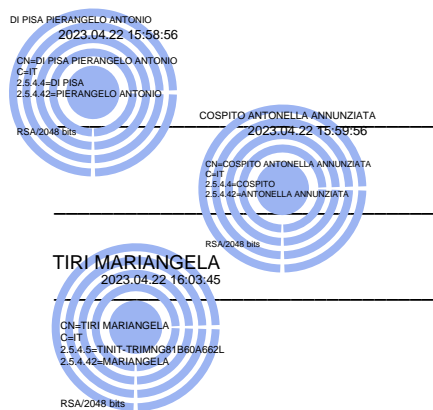 DI PISA PIERANGELO ANTONIO
2023.04.22 15:58:56
CN=DI PISA PIERANGELO ANTONIO
C=IT
2.5.4.4=DI PISA
2.5.4.42=PIERANGELO ANTONIO
RSA/2048 bits
COSPITO ANTONELLA ANNUNZIATA
2023.04.22 15:59:56
CN=COSPITO ANTONELLA ANNUNZIATA
C=IT
2.5.4.4=COSPITO
2.5.4.42=ANTONELLA ANNUNZIATA
RSA/2048 bits
TIRI MARIANGELA
2023.04.22 16:03:45
CN=TIRI MARIANGELA
C=IT
2.5.4.5=TINIT-TRIMNG81B60A662L
2.5.4.42=MARIANGELA
RSA/2048 bits